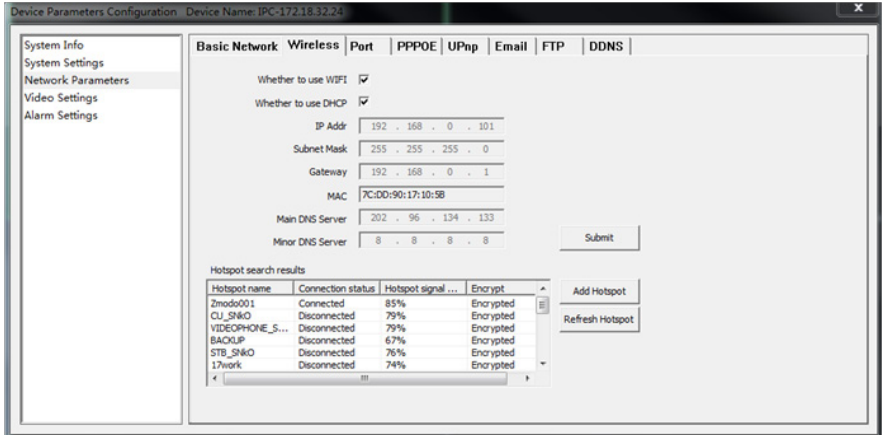 Device Parameters Configuration Device Name: IPC-172.18.32.24
x
System Info
System Settings
Network Parameters
Video Settings
Alarm Settings
Basic Network Wireless Port PPPOE UPnp Email FTP DDNS
Whether to use WIFI
Whether to use DHCP
IP Addr 192 . 168 . 0 . 101
Subnet Mask 255 . 255 . 255 . 0
Gateway 192 . 168 . 0 . 1
MAC 7C:DD:90:17:10:5B
Main DNS Server 202 . 96 . 134 . 133
Minor DNS Server 8 . 8 . 8 . 8
Submit
Hotspot search results
Hotspot name Connection status Hotspot signal ... Encrypt
Zmodo001 Connected 85% Encrypted
CU_SNkO Disconnected 79% Encrypted
VIDEOPHONE_S... Disconnected 79% Encrypted
BACKUP Disconnected 67% Encrypted
STB_SNkO Disconnected 76% Encrypted
17work Disconnected 74% Encrypted
Add Hotspot
Refresh Hotspot